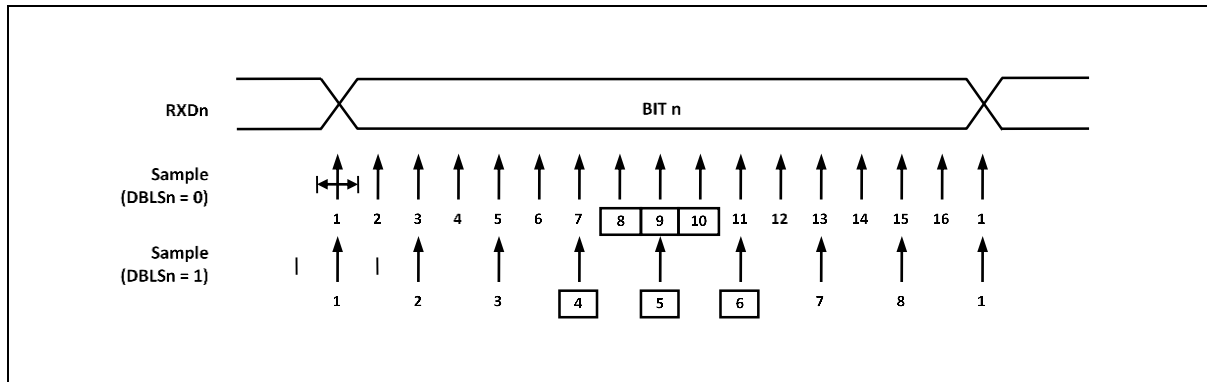 RXDn
BIT n
Sample
(DBLSn = 0)
1 2 3 4 5 6 7 8 9 10 11 12 13 14 15 16 1
Sample
(DBLSn = 1)
1 2 3 4 5 6 7 8 1